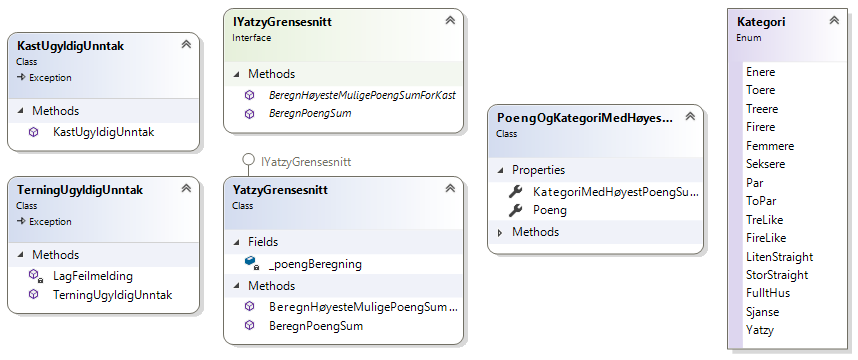 KastUgyldigUnntak
Class
Exception
Methods
KastUgyldigUnntak
TerningUgyldigUnntak
Class
Exception
Methods
LagFeilmelding
TerningUgyldigUnntak
IYatzyGrensesnitt
Interface
Methods
BeregnHøyesteMuligePoengSumForKast
BeregnPoengSum
IYatzyGrensesnitt
YatzyGrensesnitt
Class
Fields
_poengBeregning
Methods
BeregnHøyesteMuligePoengSum...
BeregnPoengSum
PoengOgKategoriMedHøyes...
Class
Properties
KategoriMedHøyestPoengSu...
Poeng
Methods
Kategori
Enum
Enere
Toere
Treere
Firere
Femmere
Seksere
Par
ToPar
TreLike
FireLike
LitenStraight
StorStraight
FulltHus
Sjanse
Yatzy